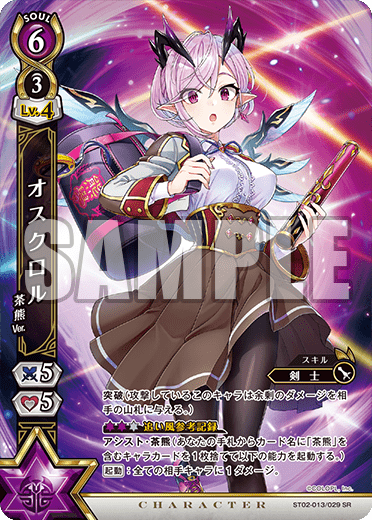 SOUL
6
3
LV.4
オスクロル
茶熊
Ver.
5
5
SAMPLE
スキル
剣士
突破(攻撃しているこのキャラは余剰のダメージを相
手の山札に与える。)
追い風参考記録
アシスト・茶熊(あなたの手札からカード名に「茶熊」を
含むキャラカードを1枚捨てて以下の能力を起動する。)
起動:全ての相手キャラに1ダメージ。
©COLOPL, Inc.
CHARACTER
ST02-013/029 SR